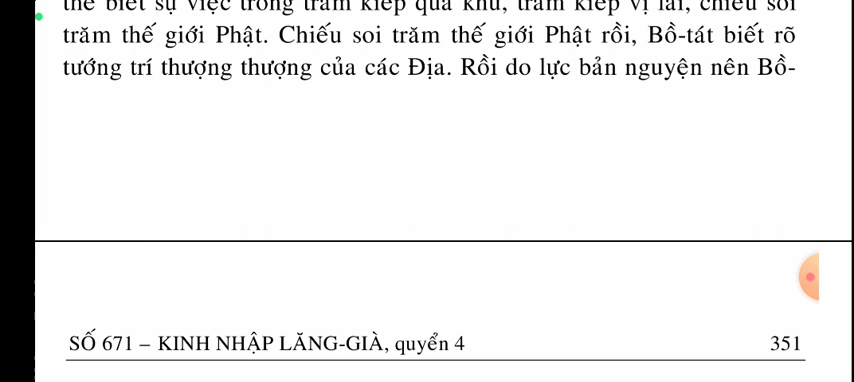 thể biết sự việc trong trăm kiếp quá khứ, trăm kiếp vị lai, chiếu soi
trăm thế giới Phật. Chiếu soi trăm thế giới Phật rồi, Bồ-tát biết rõ
tướng trí thượng thượng của các Địa. Rồi do lực bản nguyện nên Bồ-
SỐ 671 – KINH NHẬP LĂNG-GIÀ, quyển 4 351